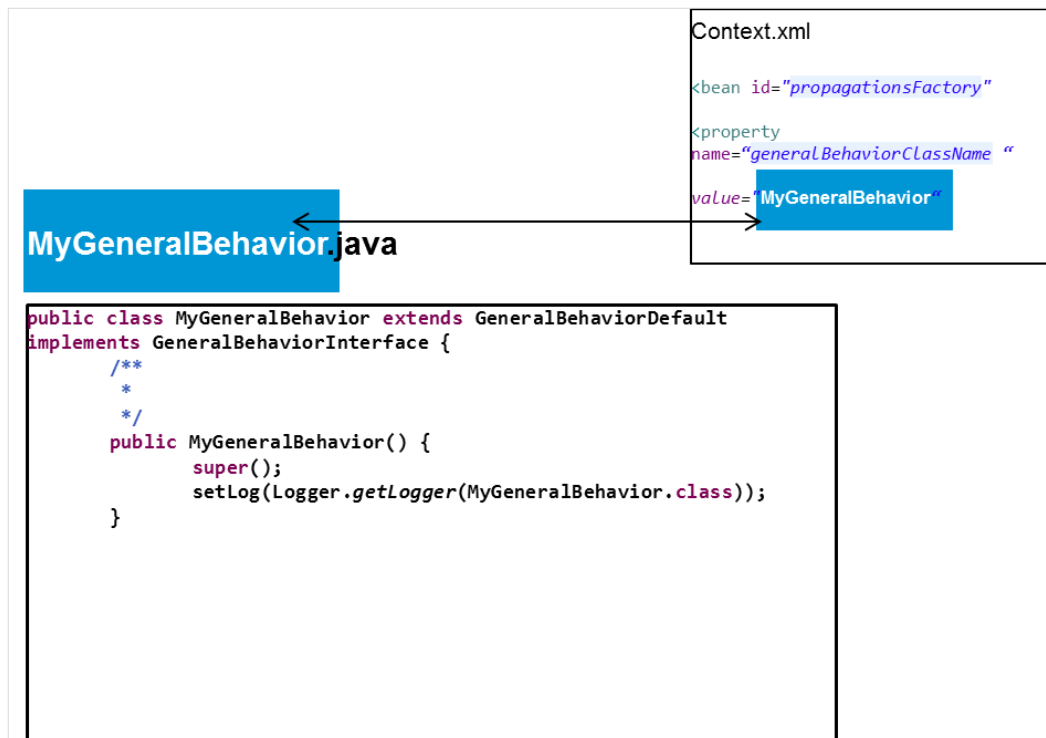 Context.xml
<bean id="propagationsFactory"
<property
name=“generalBehaviorClassName “
value="MyGeneralBehavior“
MyGeneralBehavior.java
public class MyGeneralBehavior extends GeneralBehaviorDefault
implements GeneralBehaviorInterface {
/**
*
*/
public MyGeneralBehavior() {
super();
setLog(Logger.getLogger(MyGeneralBehavior.class));
}